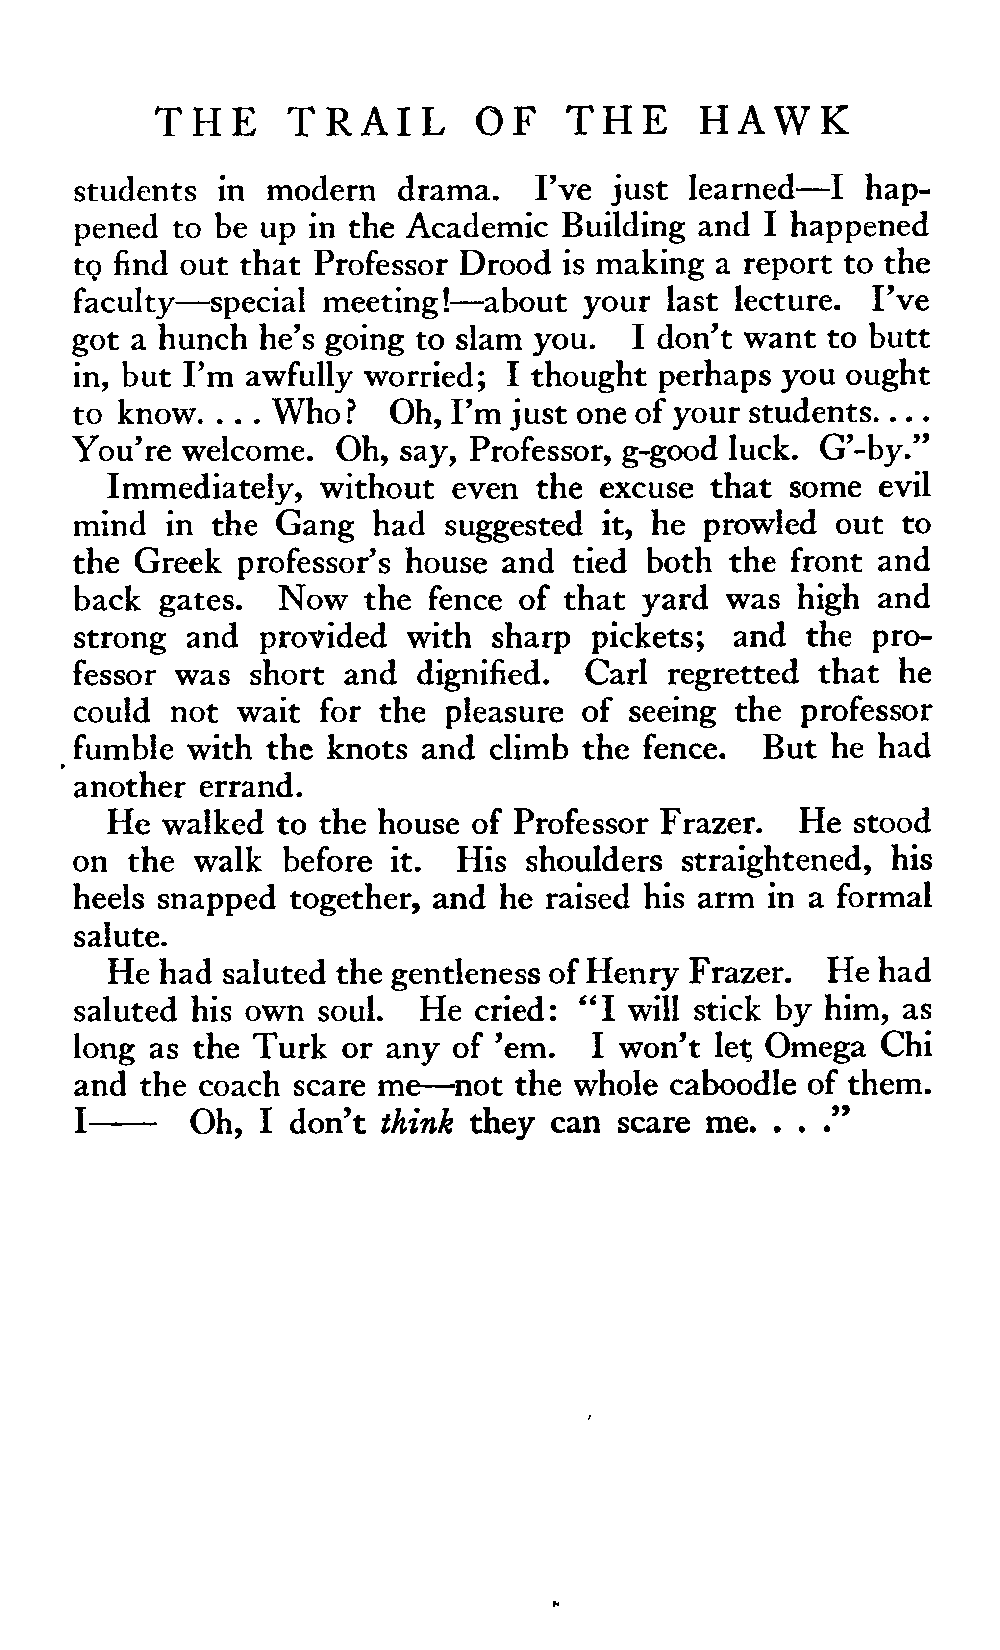 THE TRAIL OF THE HAWK
students in modern drama. I've just learned—I hap-
pened to be up in the Academic Building and I happened
to find out that Professor Drood is making a report to the
faculty—special meeting!—about your last lecture. I've
got a hunch he's going to slam you. I don't want to butt
in, but I'm awfully worried; I thought perhaps you ought
to know. . . . Who? Oh, I'm just one of your students. . . .
You're welcome. Oh, say, Professor, g-good luck. G'-by."
Immediately, without even the excuse that some evil
mind in the Gang had suggested it, he prowled out to
the Greek professor's house and tied both the front and
back gates. Now the fence of that yard was high and
strong and provided with sharp pickets; and the pro-
fessor was short and dignified. Carl regretted that he
could not wait for the pleasure of seeing the professor
fumble with the knots and climb the fence. But he had
another errand.
He walked to the house of Professor Frazer. He stood
on the walk before it. His shoulders straightened, his
heels snapped together, and he raised his arm in a formal
salute.
He had saluted the gentleness of Henry Frazer. He had
saluted his own soul. He cried: "I will stick by him, as
long as the Turk or any of 'em. I won't let Omega Chi
and the coach scare me—not the whole caboodle of them.
I—— Oh, I don't think they can scare me. . . ."